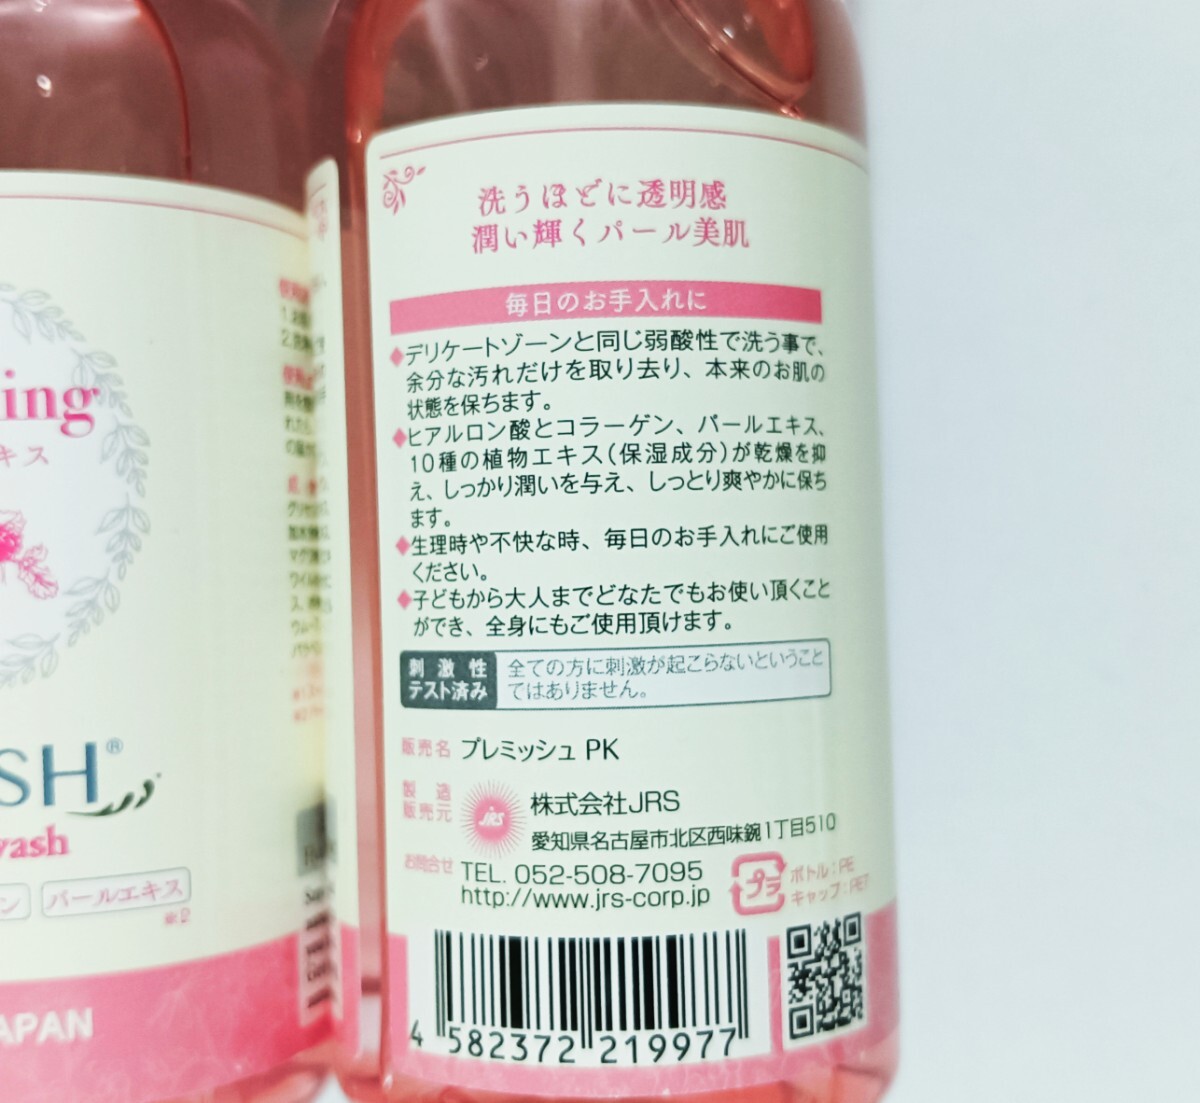 ing
キス
SH®
wash
ン
パールエキス
※2
JAPAN
洗うほどに透明感
潤い輝くパール美肌
毎日のお手入れに
◆デリケートゾーンと同じ弱酸性で洗う事で、
余分な汚れだけを取り去り、本来のお肌の
状態を保ちます。
◆ヒアルロン酸とコラーゲン、パールエキス、
10種の植物エキス(保湿成分)が乾燥を抑
え、しっかり潤いを与え、しっとり爽やかに保ち
ます。
◆生理時や不快な時、毎日のお手入れにご使用
ください。
◆子どもから大人までどなたでもお使い頂くこと
ができ、全身にもご使用頂けます。
刺激性
テスト済み
全ての方に刺激が起こらないということ
ではありません。
販売名 プレミッシュ PK
製造
販売元
JRS
株式会社JRS
愛知県名古屋市北区西味鋺1丁目510
お問合せ TEL. 052-508-7095
http://www.jrs-corp.jp
プラ
ボトル：PE
キャップ：PET
4 582372 219977